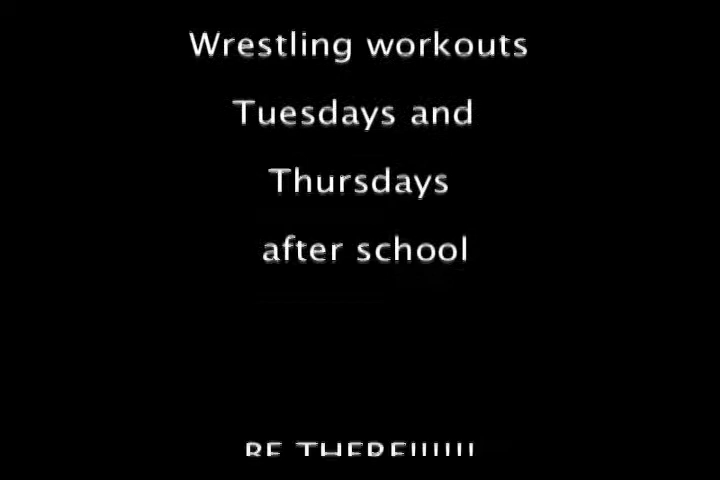 Wrestling workouts
Tuesdays and
Thursdays
after school
BE THERE!!!!!!